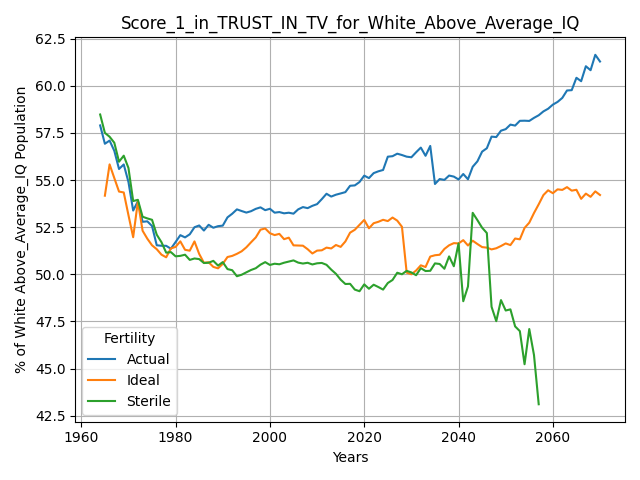 Score_1_in_TRUST_IN_TV_for_White_Above_Average_IQ
% of White Above_Average_IQ Population
62.5
60.0
57.5
55.0
52.5
50.0
47.5
45.0
42.5
Fertility
Actual
Ideal
Sterile
1960
1980
2000
2020
2040
2060
Years